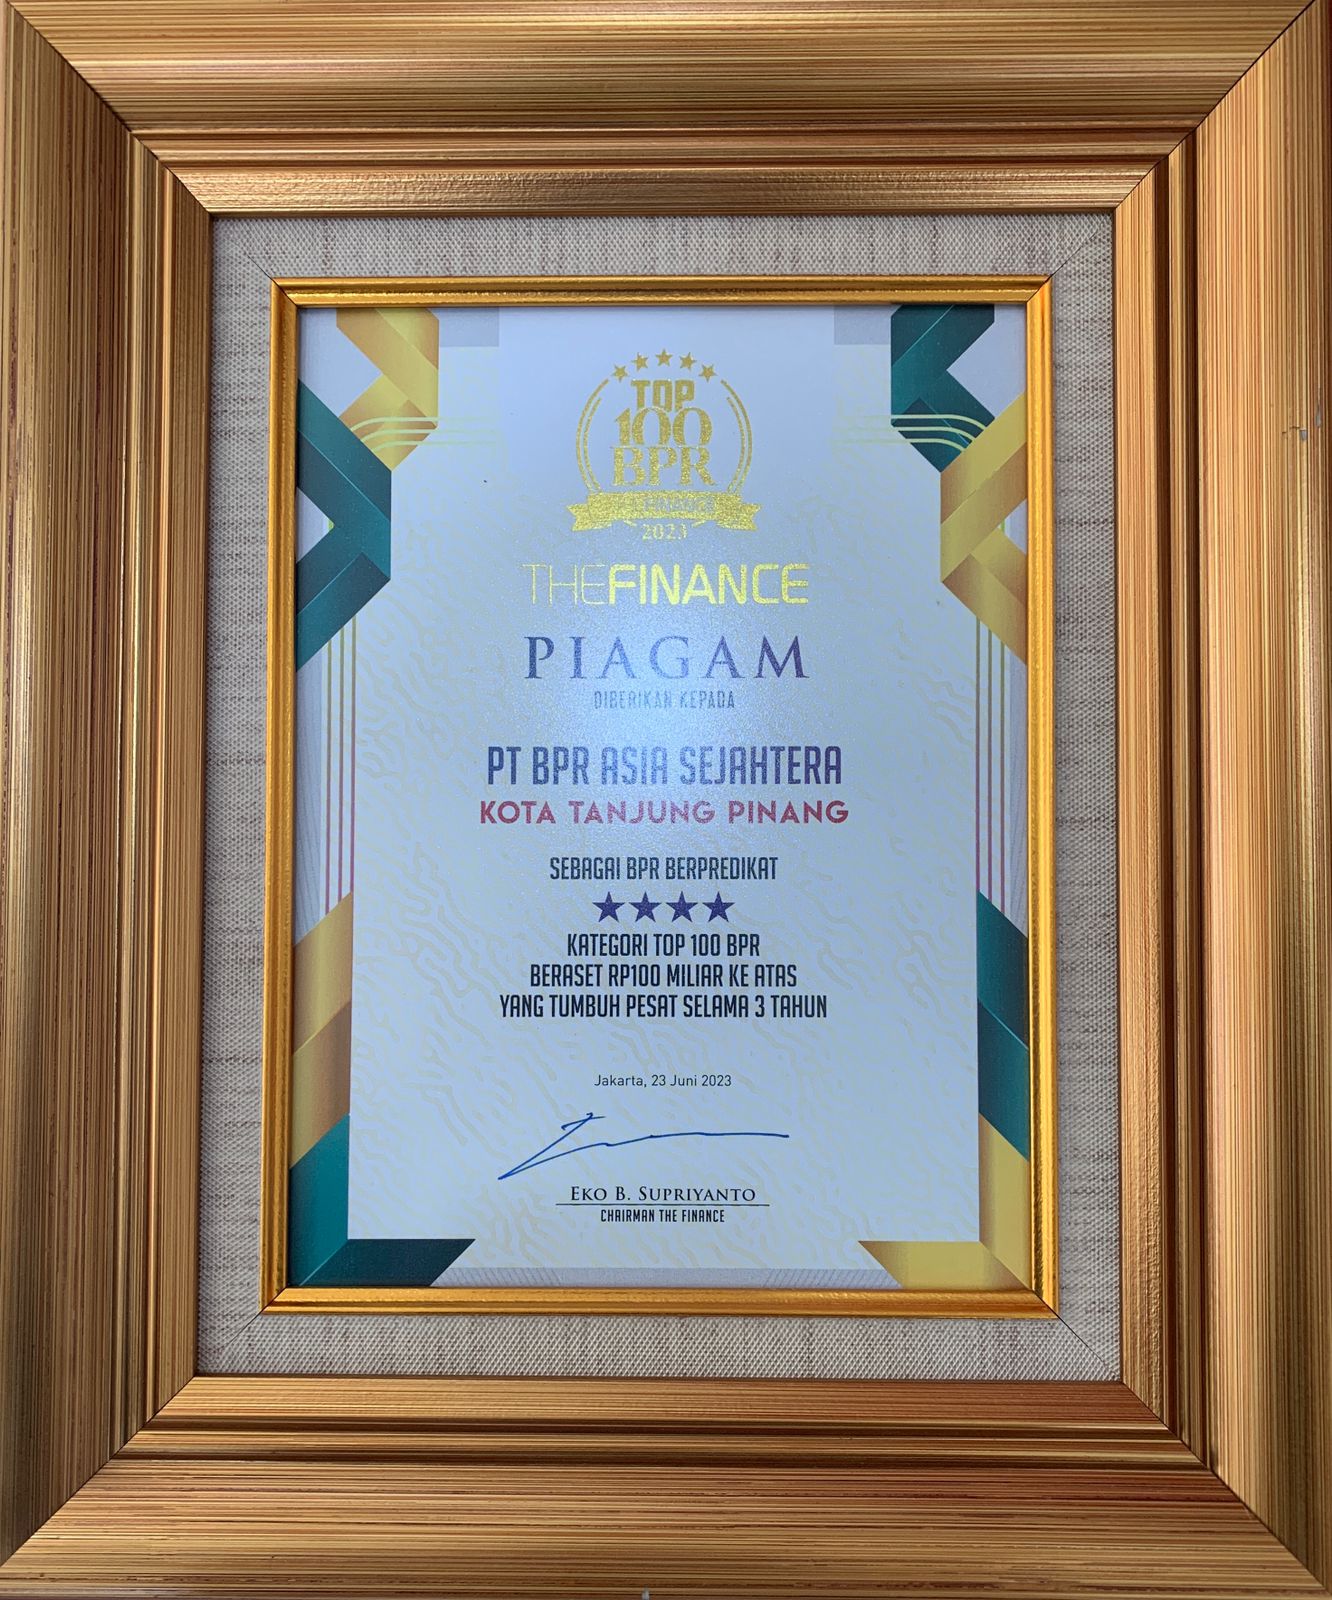 TOP
100
BPR
2023
THEFINANCE
PIAGAM
DIBERIKAN KEPADA
PT BPR ASIA SEJAHTERA
KOTA TANJUNG PINANG
SEBAGAI BPR BERPREDIKAT
KATEGORI TOP 100 BPR
BERASET RP100 MILIAR KE ATAS
YANG TUMBUH PESAT SELAMA 3 TAHUN
Jakarta, 23 Juni 2023
EKO B. SUPRIYANTO
CHAIRMAN THE FINANCE